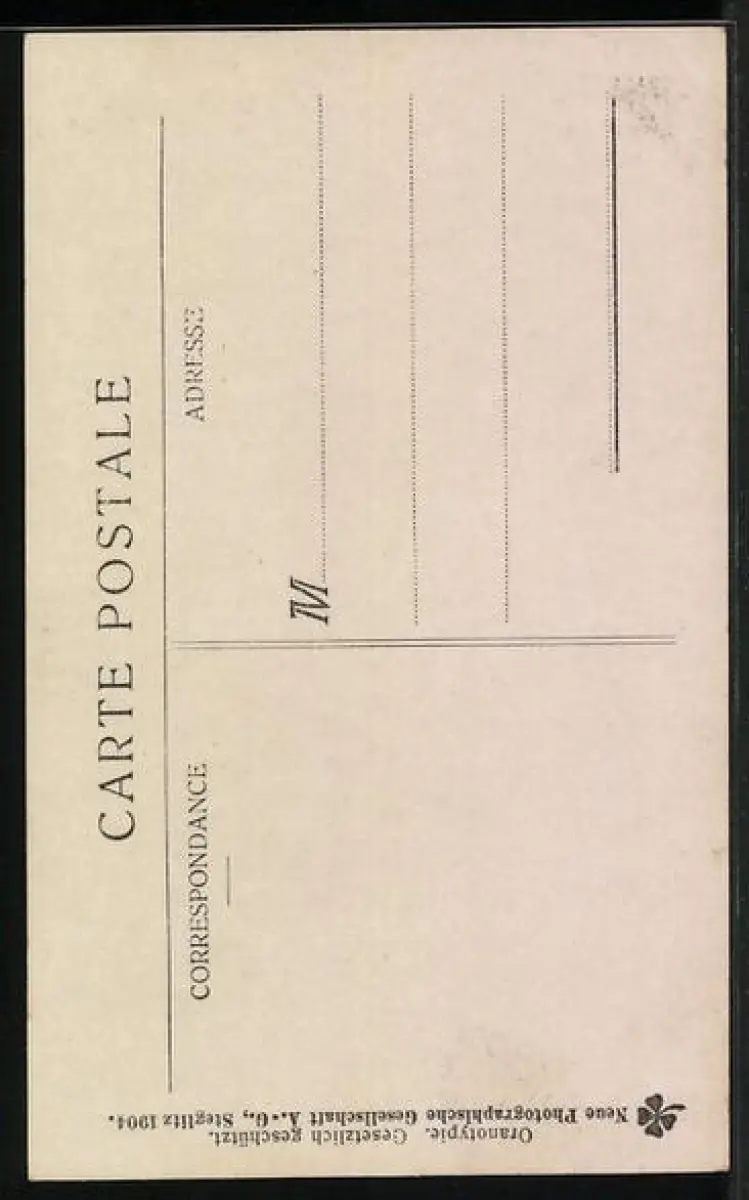 CARTE POSTALE
CORRESPONDANCE
ADRESSE
M
Neue Photographische Gesellschaft A.-G., Steglitz 1904.
Oranotypie. Gesetzlich geschützt.